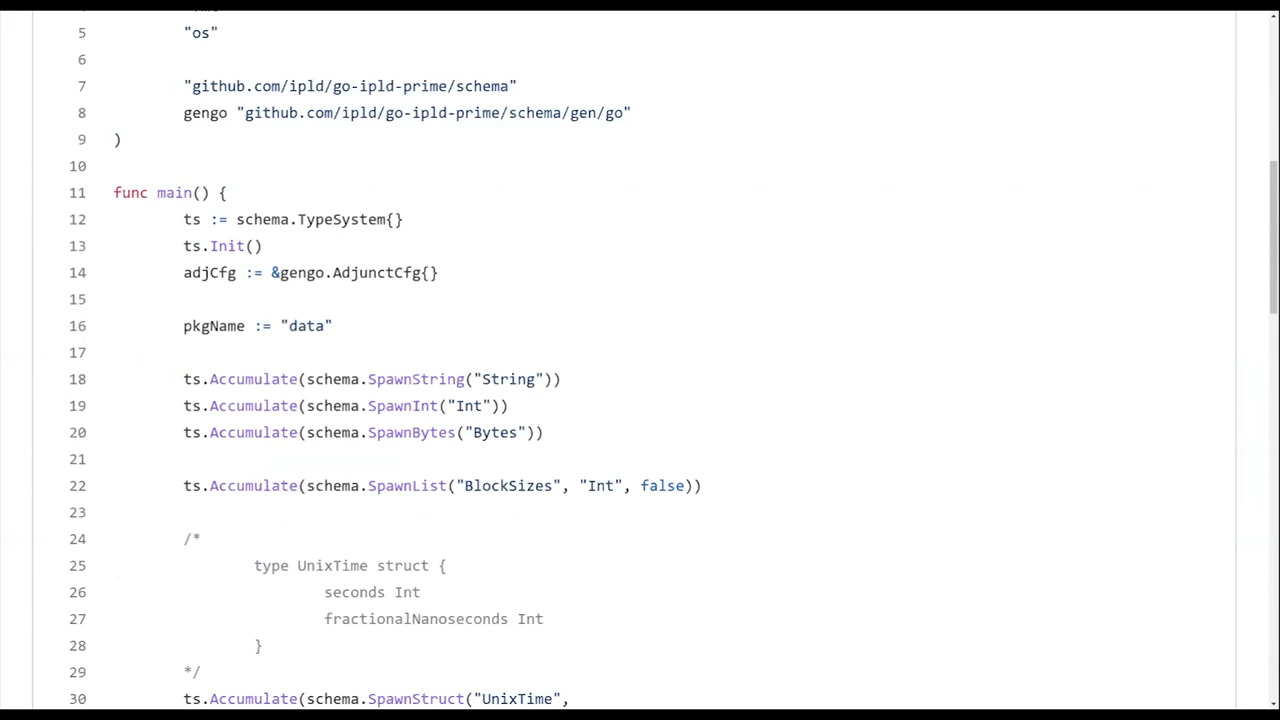 5 "os"
6
7 "github.com/ipld/go-ipld-prime/schema"
8 gengo "github.com/ipld/go-ipld-prime/schema/gen/go"
9 )
10
11 func main() {
12 ts := schema.TypeSystem{}
13 ts.Init()
14 adjCfg := &gengo.AdjunctCfg{}
15
16 pkgName := "data"
17
18 ts.Accumulate(schema.SpawnString("String"))
19 ts.Accumulate(schema.SpawnInt("Int"))
20 ts.Accumulate(schema.SpawnBytes("Bytes"))
21
22 ts.Accumulate(schema.SpawnList("BlockSizes", "Int", false))
23
24 /*
25 type UnixTime struct {
26 seconds Int
27 fractionalNanoseconds Int
28 }
29 */
30 ts.Accumulate(schema.SpawnStruct("UnixTime",